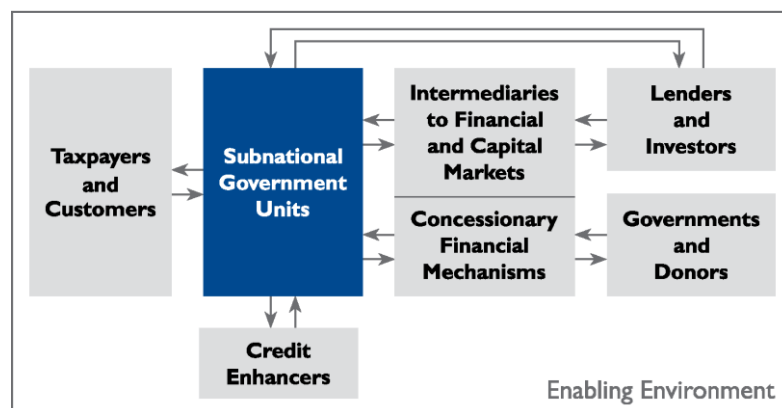 Taxpayers
and
Customers
Subnational
Government
Units
Intermediaries
to Financial
and Capital
Markets
Lenders
and
Investors
Concessionary
Financial
Mechanisms
Governments
and
Donors
Credit
Enhancers
Enabling Environment